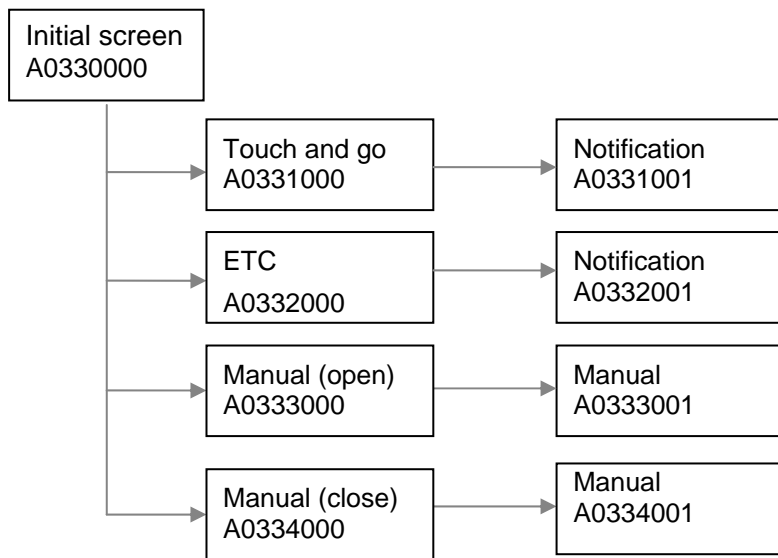 Initial screen
A0330000
Touch and go
A0331000
Notification
A0331001
ETC
A0332000
Notification
A0332001
Manual (open)
A0333000
Manual
A0333001
Manual (close)
A0334000
Manual
A0334001